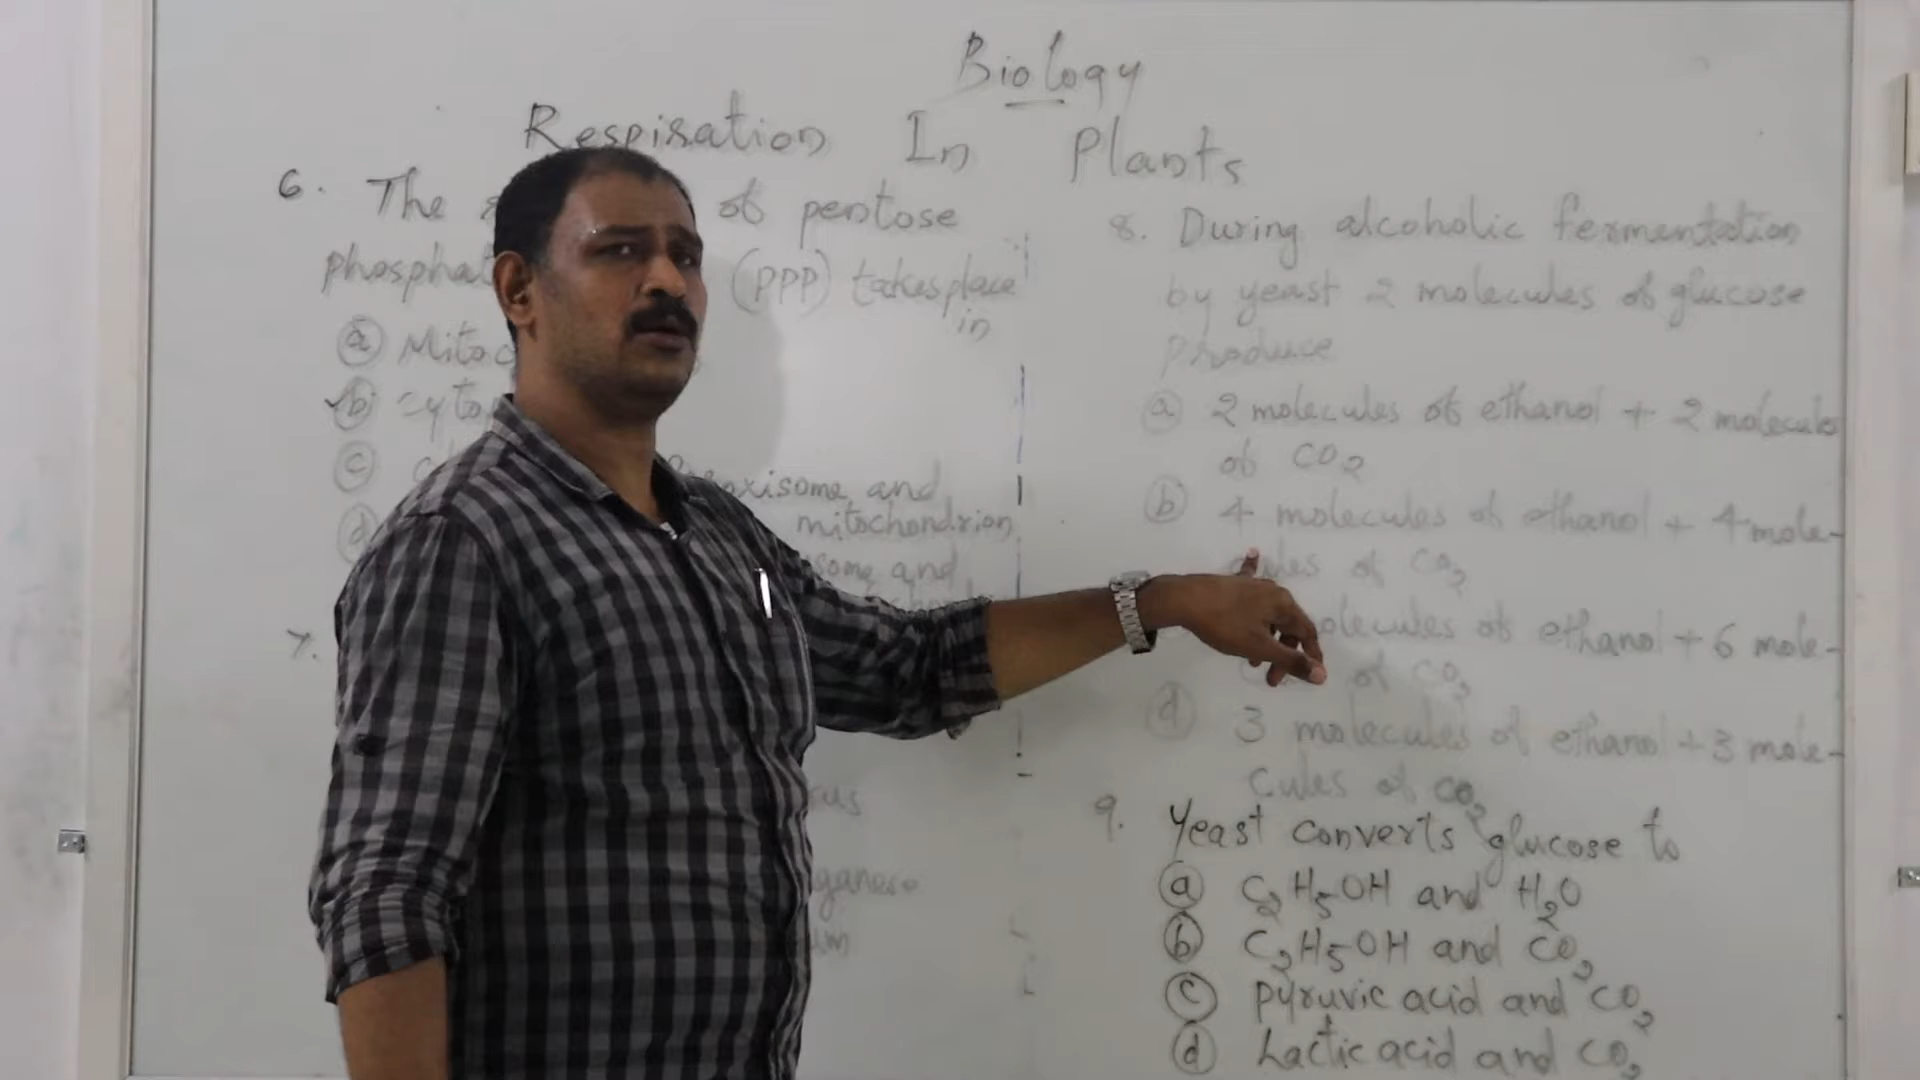 Biology
Respiration In Plants
6. The of pentose
phosphat (PPP) takes place
in
(a) Mitoc
(b) Cyto
(c)
Peroxisome and
(d mitochondrion
some and
7.
ganese
8. During alcoholic fermentation
by yeast 2 molecules of glucose
produce
(a) 2 molecules of ethanol + 2 molecules
of CO₂
(b) 4 molecules of ethanol + 4 mole-
cules of CO₂
olecules of ethanol + 6 mole-
of CO₂
(d) 3 molecules of ethanol + 3 mole-
cules of CO₂
9. Yeast converts glucose to
(a) C₂H₅OH and H₂O
(b) C₂H₅OH and CO₂
(c) pyruvic acid and CO₂
(d) Lactic acid and CO₂